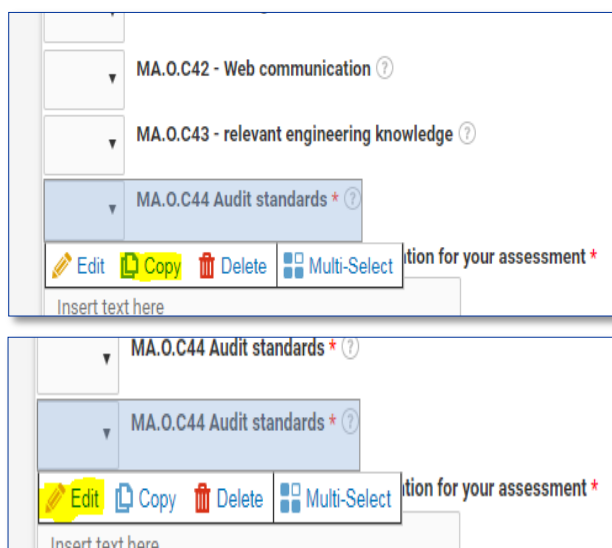 MA.O.C42 - Web communication ?
MA.O.C43 - relevant engineering knowledge ?
MA.O.C44 Audit standards * ?
Edit Copy Delete Multi-Select tion for your assessment *
Insert text here
MA.O.C44 Audit standards * ?
MA.O.C44 Audit standards * ?
Edit Copy Delete Multi-Select tion for your assessment *
Insert text here